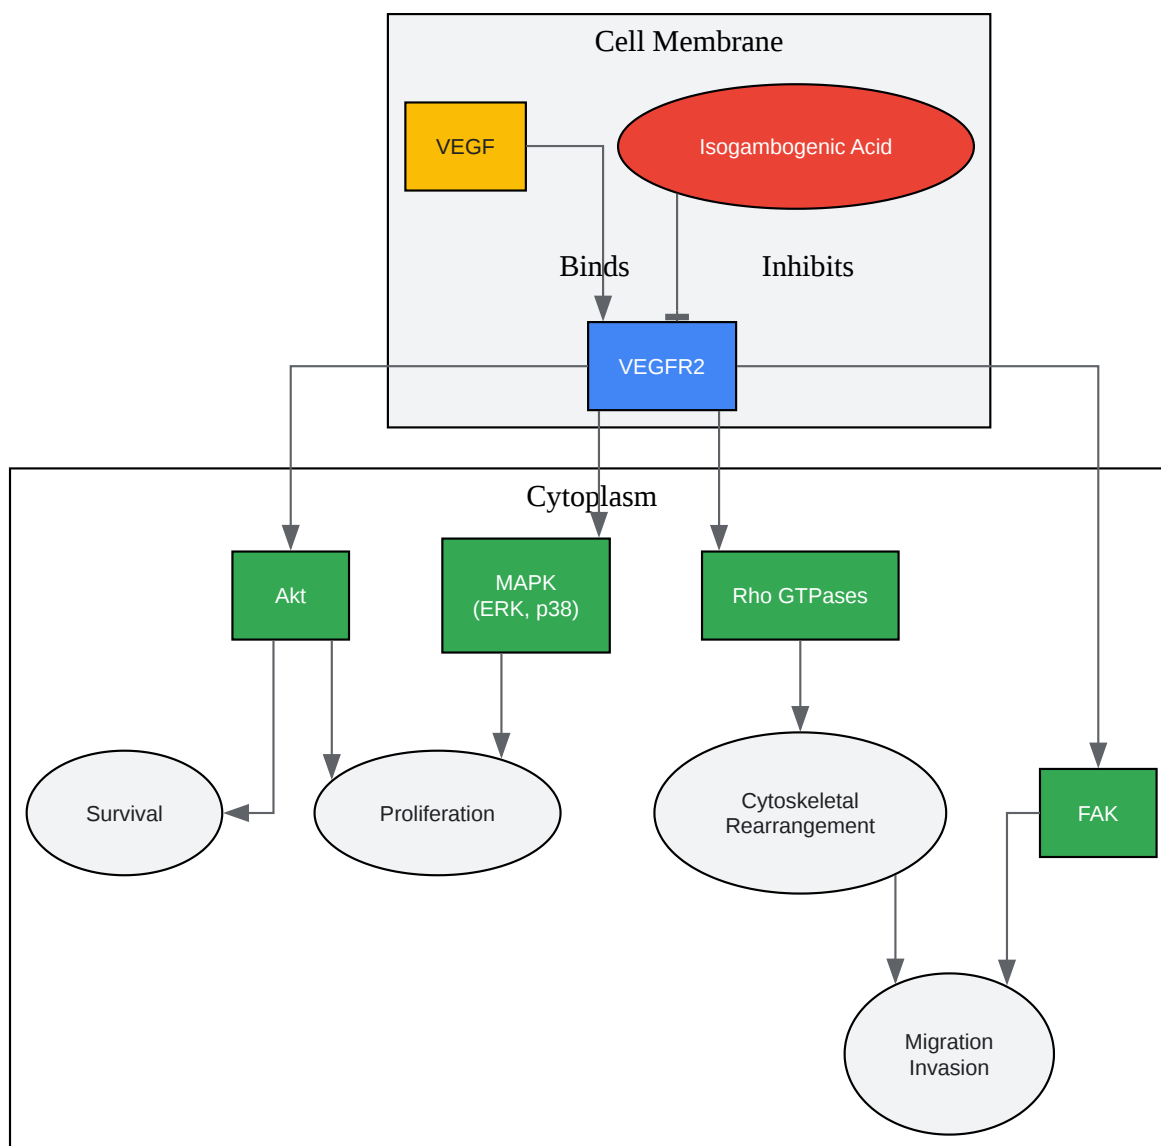 Cell Membrane
VEGF
Isogambogenic Acid
Binds
Inhibits
VEGFR2
Cytoplasm
Akt
MAPK
(ERK, p38)
Rho GTPases
Survival
Proliferation
Cytoskeletal
Rearrangement
FAK
Migration
Invasion